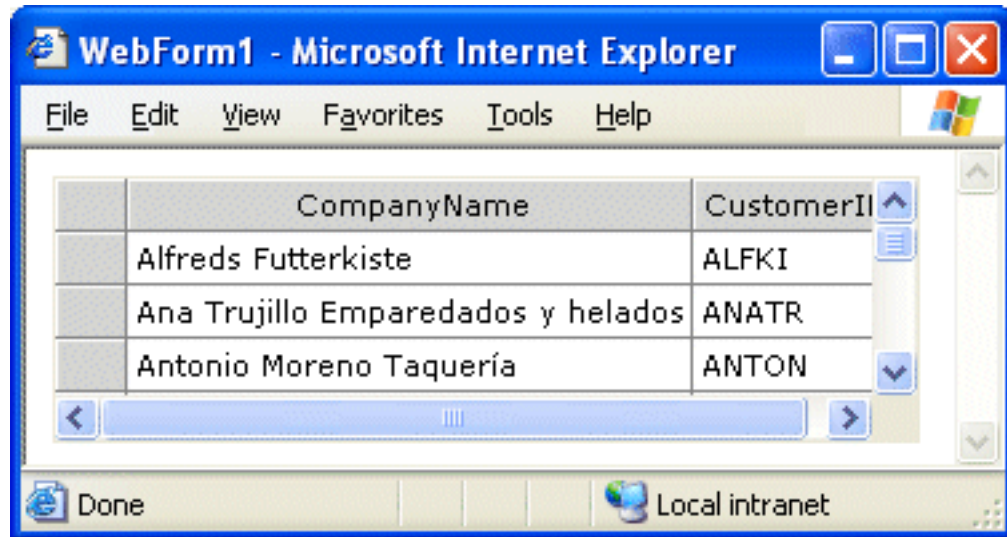 WebForm1 - Microsoft Internet Explorer
File Edit View Favorites Tools Help
CompanyName CustomerI
Alfreds Futterkiste ALFKI
Ana Trujillo Emparedados y helados ANATR
Antonio Moreno Taquería ANTON
Done Local intranet